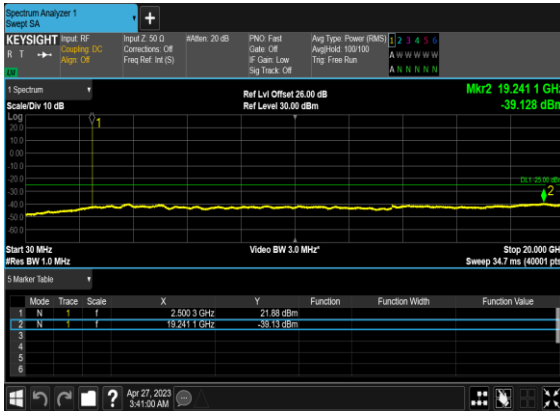 Spectrum Analyzer 1
Swept SA
+
KEYSIGHT Input: RF Input Z: 50 Ω #Atten: 20 dB PNO: Fast Avg Type: Power (RMS) 1 2 3 4 5 6
R T Coupling: DC Corrections: Off Gate: Off Avg|Hold: 100/100 A W W W W W
Align: Off Freq Ref: Int (S) IF Gain: Low Trig: Free Run
Sig Track: Off A N N N N N
1 Spectrum Ref Lvl Offset 26.00 dB Mkr2 19.241 1 GHz
Scale/Div 10 dB Ref Level 30.00 dBm -39.128 dBm
Log
1
20.0
10.0
0.00
-10.0
-20.0
DL1 -25.00 dBm
-30.0
2
-40.0
-50.0
-60.0
Start 30 MHz Video BW 3.0 MHz* Stop 20.000 GHz
#Res BW 1.0 MHz Sweep 34.7 ms (40001 pts)
5 Marker Table
Mode Trace Scale X Y Function Function Width Function Value
1 N 1 f 2.500 3 GHz 21.88 dBm
2 N 1 f 19.241 1 GHz -39.13 dBm
3
4
5
6
? Apr 27, 2023
3:41:00 AM